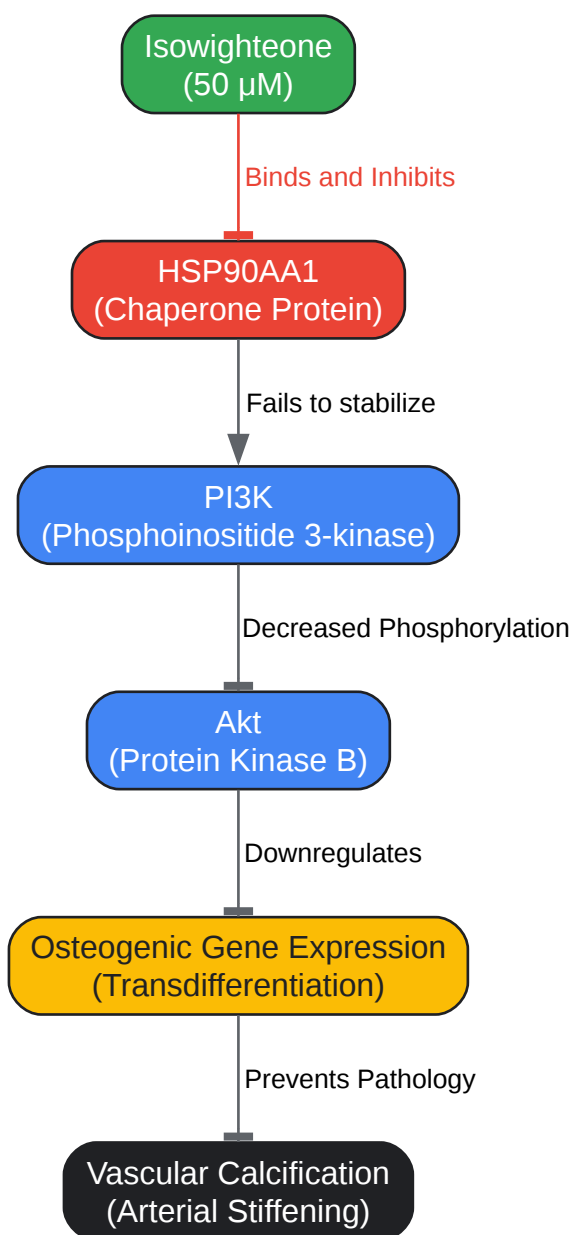 Isowighteone
(50 μM)
Binds and Inhibits
HSP90AA1
(Chaperone Protein)
Fails to stabilize
PI3K
(Phosphoinositide 3-kinase)
Decreased Phosphorylation
Akt
(Protein Kinase B)
Downregulates
Osteogenic Gene Expression
(Transdifferentiation)
Prevents Pathology
Vascular Calcification
(Arterial Stiffening)